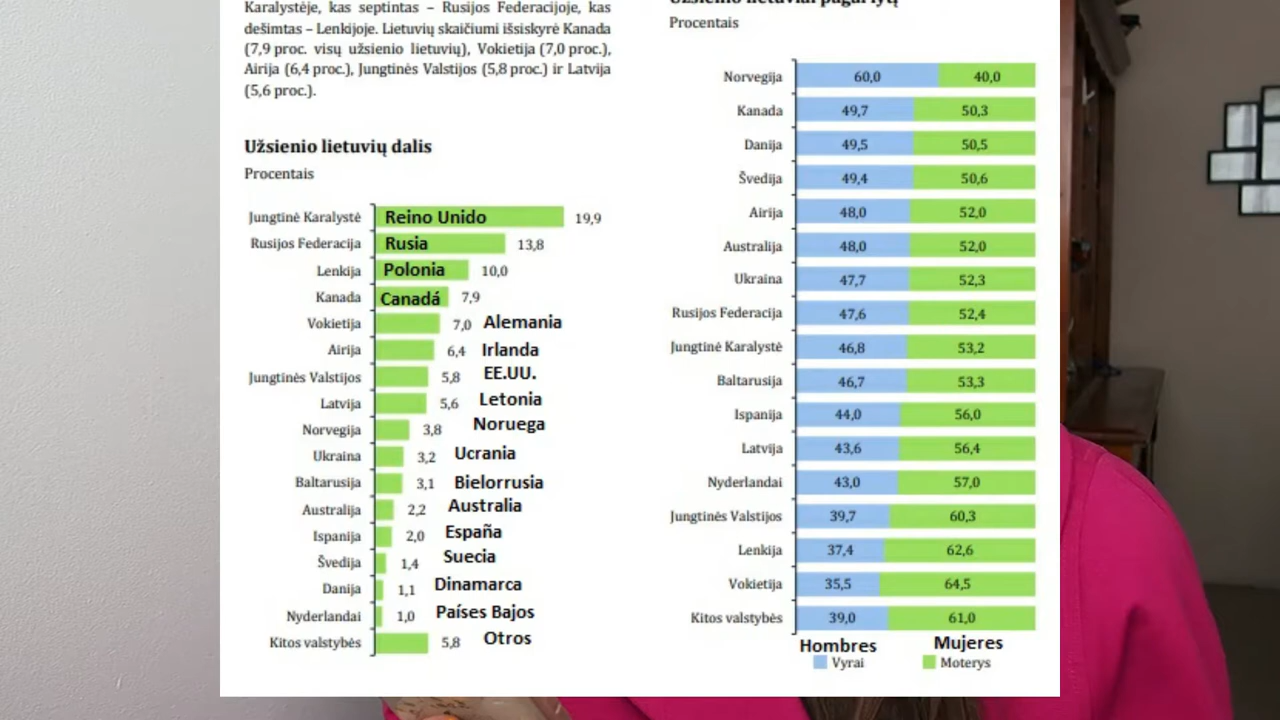 Karalystėje, kas septintas – Rusijos Federacijoje, kas
dešimtas – Lenkijoje. Lietuvių skaičiumi išsiskyrė Kanada
(7,9 proc. visų užsienio lietuvių), Vokietija (7,0 proc.),
Airija (6,4 proc.), Jungtinės Valstijos (5,8 proc.) ir Latvija
(5,6 proc.).
Užsienio lietuvių dalis
Procentais
Jungtinė Karalystė Reino Unido 19,9
Rusijos Federacija Rusia 13,8
Lenkija Polonia 10,0
Kanada Canadá 7,9
Vokietija 7,0 Alemania
Airija 6,4 Irlanda
Jungtinės Valstijos 5,8 EE.UU.
Latvija 5,6 Letonia
Norvegija 3,8 Noruega
Ukraina 3,2 Ucrania
Baltarusija 3,1 Bielorrusia
Australija 2,2 Australia
Ispanija 2,0 España
Švedija 1,4 Suecia
Danija 1,1 Dinamarca
Nyderlandai 1,0 Países Bajos
Kitos valstybės 5,8 Otros
Užsienio lietuviai pagal lytį
Procentais
Norvegija 60,0 40,0
Kanada 49,7 50,3
Danija 49,5 50,5
Švedija 49,4 50,6
Airija 48,0 52,0
Australija 48,0 52,0
Ukraina 47,7 52,3
Rusijos Federacija 47,6 52,4
Jungtinė Karalystė 46,8 53,2
Baltarusija 46,7 53,3
Ispanija 44,0 56,0
Latvija 43,6 56,4
Nyderlandai 43,0 57,0
Jungtinės Valstijos 39,7 60,3
Lenkija 37,4 62,6
Vokietija 35,5 64,5
Kitos valstybės 39,0 61,0
Hombres Mujeres
Vyrai Moterys